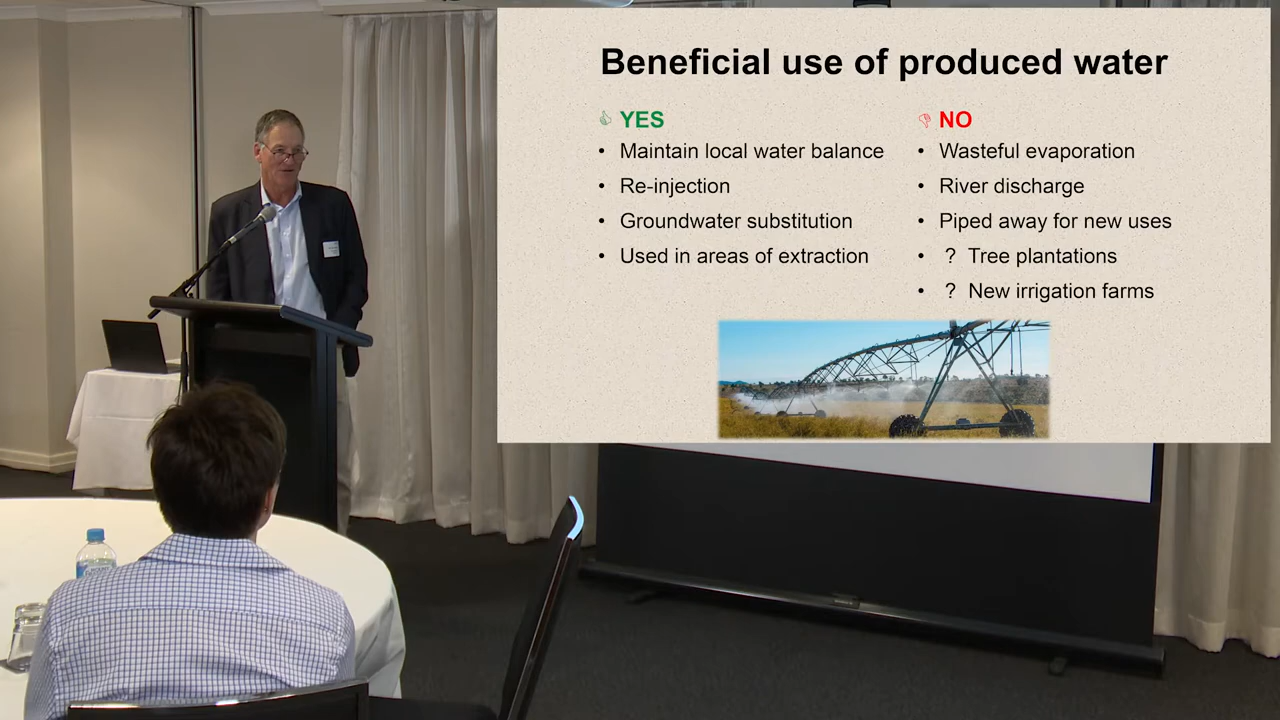 Beneficial use of produced water
👍 YES
• Maintain local water balance
• Re-injection
• Groundwater substitution
• Used in areas of extraction
👎 NO
• Wasteful evaporation
• River discharge
• Piped away for new uses
• ? Tree plantations
• ? New irrigation farms